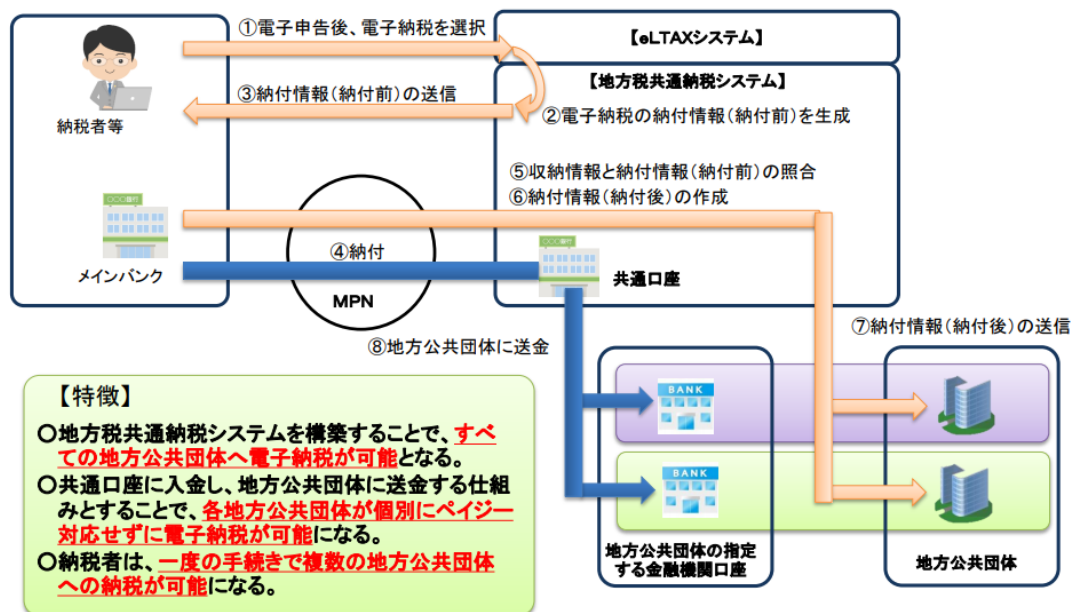 ①電子申告後、電子納税を選択
【eLTAXシステム】
【地方税共通納税システム】
③納付情報(納付前)の送信
②電子納税の納付情報(納付前)を生成
納税者等
⑤収納情報と納付情報(納付前)の照合
⑥納付情報(納付後)の作成
〇〇〇銀行
④納付
〇〇〇銀行
メインバンク
共通口座
MPN
⑦納付情報(納付後)の送信
⑧地方公共団体に送金
BANK
BANK
地方公共団体の指定
する金融機関口座
地方公共団体
【特徴】
〇地方税共通納税システムを構築することで、すべ
ての地方公共団体へ電子納税が可能となる。
〇共通口座に入金し、地方公共団体に送金する仕組
みとすることで、各地方公共団体が個別にペイジー
対応せずに電子納税が可能になる。
〇納税者は、一度の手続きで複数の地方公共団体
への納税が可能になる。